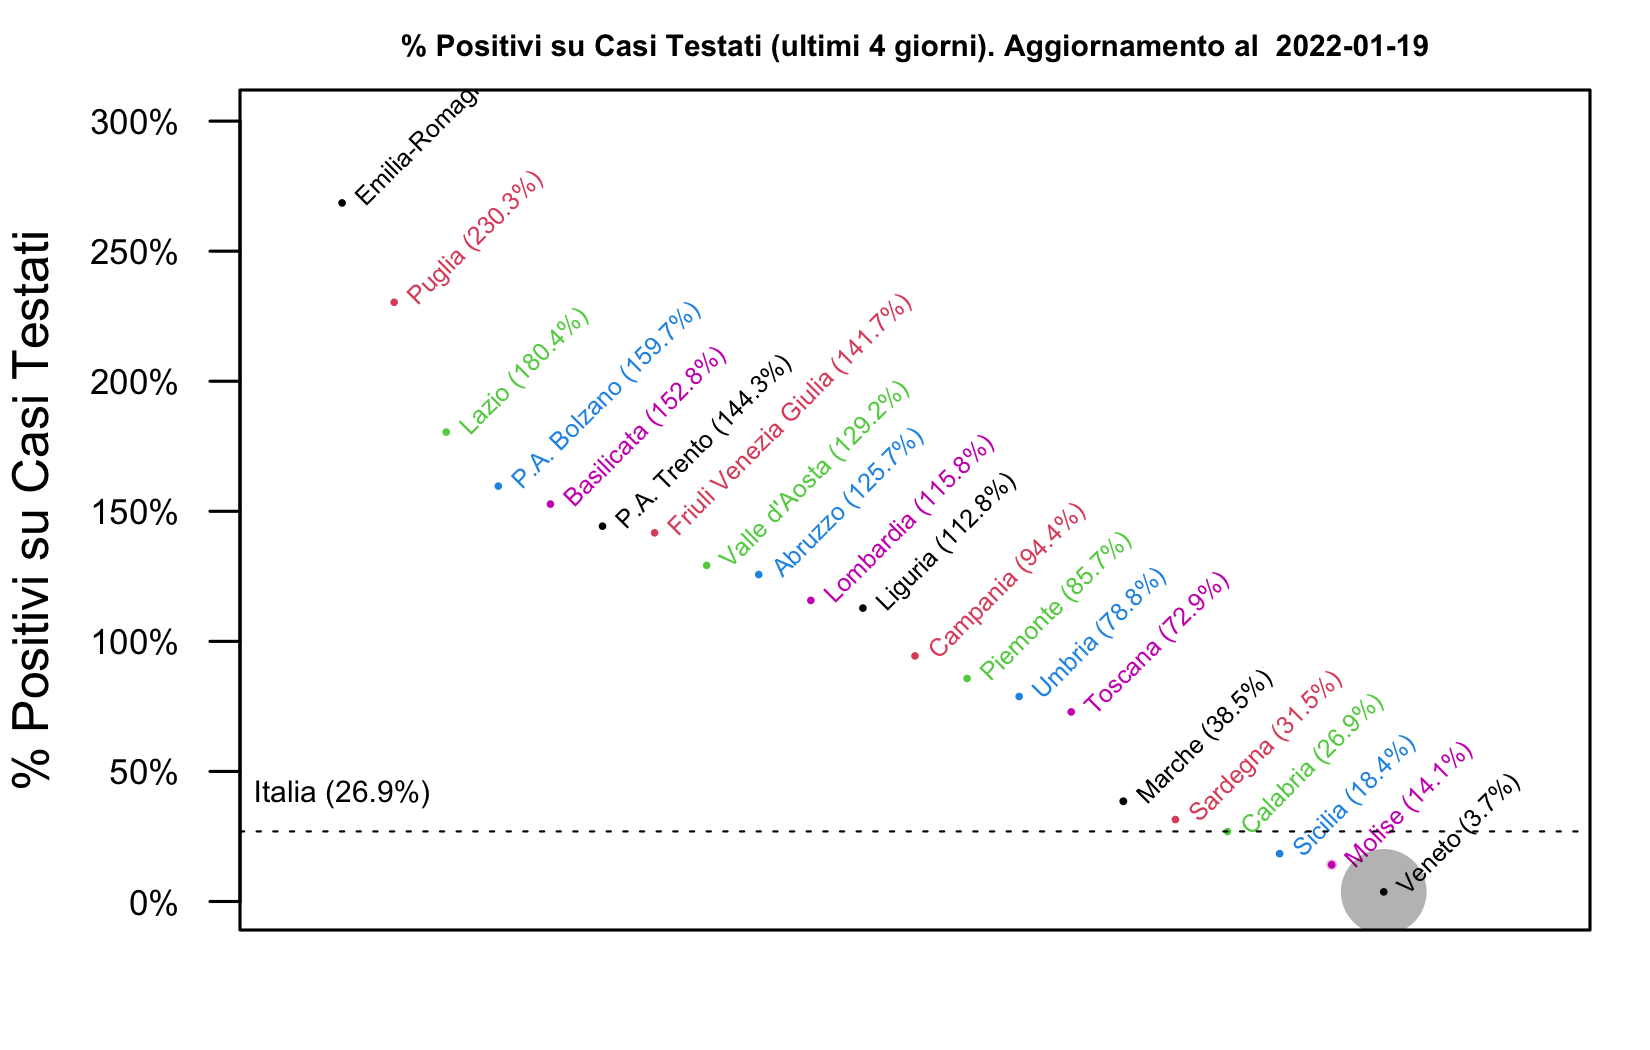 % Positivi su Casi Testati (ultimi 4 giorni). Aggiornamento al  2022-01-19
% Positivi su Casi Testati
300%
250%
200%
150%
100%
50%
0%
Emilia-Romag
Puglia (230.3%)
Lazio (180.4%)
P.A. Bolzano (159.7%)
Basilicata (152.8%)
P.A. Trento (144.3%)
Friuli Venezia Giulia (141.7%)
Valle d'Aosta (129.2%)
Abruzzo (125.7%)
Lombardia (115.8%)
Liguria (112.8%)
Campania (94.4%)
Piemonte (85.7%)
Umbria (78.8%)
Toscana (72.9%)
Marche (38.5%)
Sardegna (31.5%)
Calabria (26.9%)
Sicilia (18.4%)
Molise (14.1%)
Veneto (3.7%)
Italia (26.9%)